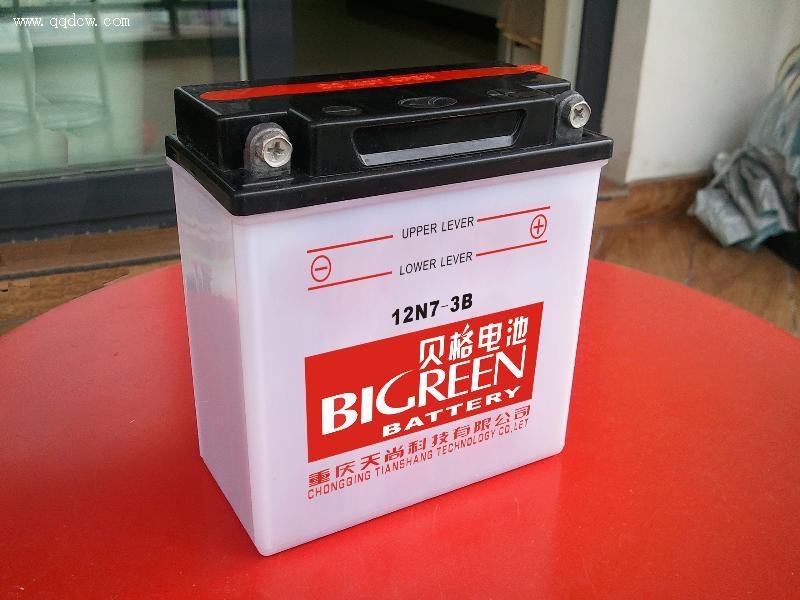 www.qqdcw.com
UPPER LEVER
LOWER LEVER
12N7-3B
贝格电池
BIGREEN
BATTERY
重庆天尚科技有限公司
CHONGQING TIANSHANG TECHNOLOGY CO.LET